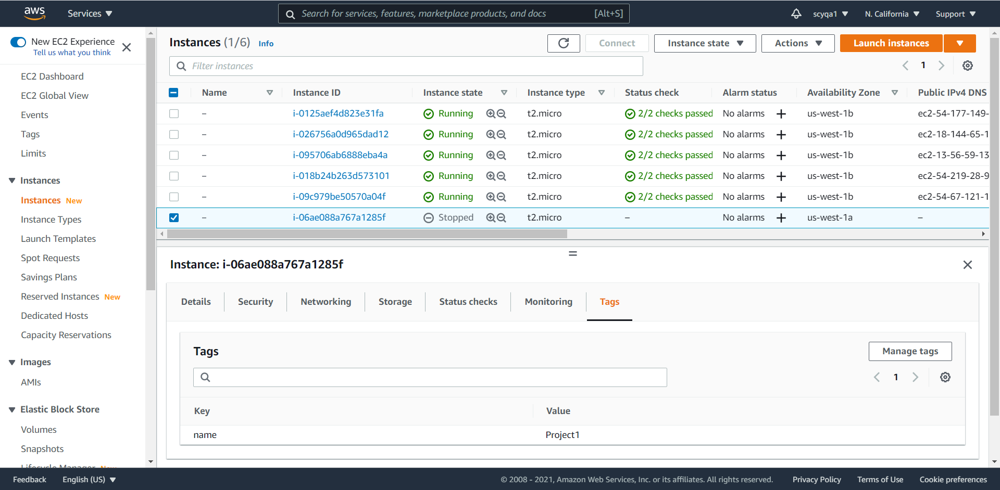 aws
Services
Search for services, features, marketplace products, and docs [Alt+S]
scyqa1
N. California
Support
New EC2 Experience
Tell us what you think
EC2 Dashboard
EC2 Global View
Events
Tags
Limits
Instances
Instances New
Instance Types
Launch Templates
Spot Requests
Savings Plans
Reserved Instances New
Dedicated Hosts
Capacity Reservations
Images
AMIs
Elastic Block Store
Volumes
Snapshots
Lifecycle Manager New
Instances (1/6) Info
Connect
Instance state
Actions
Launch instances
Filter instances
1
Name Instance ID Instance state Instance type Status check Alarm status Availability Zone Public IPv4 DNS
– i-0125aef4d823e31fa Running t2.micro 2/2 checks passed No alarms + us-west-1b ec2-54-177-149-
– i-026756a0d965dad12 Running t2.micro 2/2 checks passed No alarms + us-west-1b ec2-18-144-65-1
– i-095706ab6888eba4a Running t2.micro 2/2 checks passed No alarms + us-west-1b ec2-13-56-59-13
– i-018b24b263d573101 Running t2.micro 2/2 checks passed No alarms + us-west-1b ec2-54-219-28-9
– i-09c979be50570a04f Running t2.micro 2/2 checks passed No alarms + us-west-1b ec2-54-67-121-1
– i-06ae088a767a1285f Stopped t2.micro – No alarms + us-west-1a –
Instance: i-06ae088a767a1285f
Details Security Networking Storage Status checks Monitoring Tags
Tags
Manage tags
1
Key Value
name Project1
Feedback English (US) © 2008 - 2021, Amazon Web Services, Inc. or its affiliates. All rights reserved. Privacy Policy Terms of Use Cookie preferences